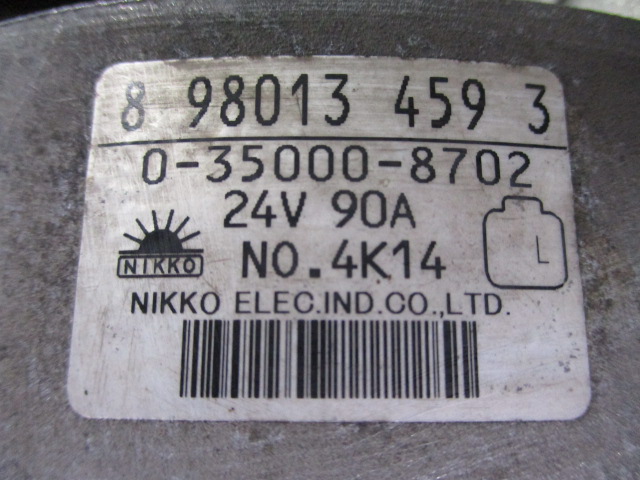 8 98013 459 3
0-35000-8702
24V 90A
NIKKO
NO.4K14
L
NIKKO ELEC.IND.CO.,LTD.